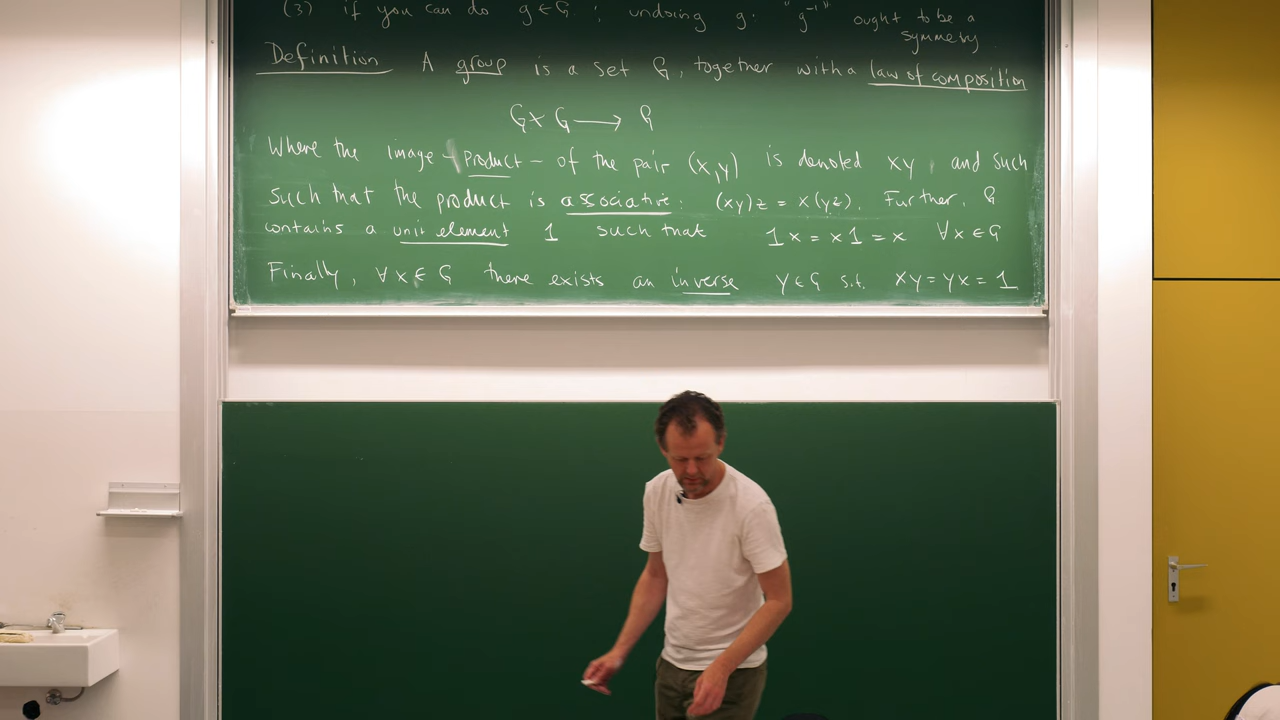 (3) if you can do g∈G : undoing g. "g⁻¹" ought to be a
symmetry
Definition A group is a set G, together with a law of composition
G × G ⟶ G
Where the image - product - of the pair (x,y) is denoted xy, and such
such that the product is associative: (xy)z = x(yz). Further, G
contains a unit element 1 such that 1x = x1 = x ∀x∈G
Finally, ∀x∈G there exists an inverse y∈G s.t. xy = yx = 1